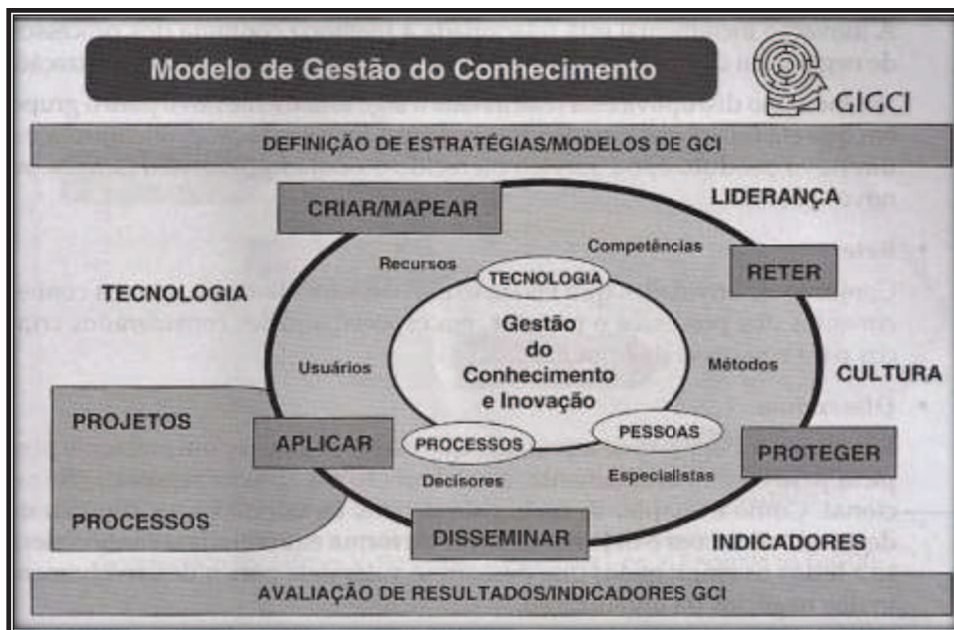 Modelo de Gestão do Conhecimento
GIGCI
DEFINIÇÃO DE ESTRATÉGIAS/MODELOS DE GCI
CRIAR/MAPEAR
LIDERANÇA
Competências
Recursos
TECNOLOGIA
RETER
TECNOLOGIA
Gestão
do
Conhecimento
e Inovação
Usuários
Métodos
CULTURA
PROJETOS
APLICAR
PROCESSOS
PESSOAS
PROTEGER
Decisores
Especialistas
PROCESSOS
DISSEMINAR
INDICADORES
AVALIAÇÃO DE RESULTADOS/INDICADORES GCI